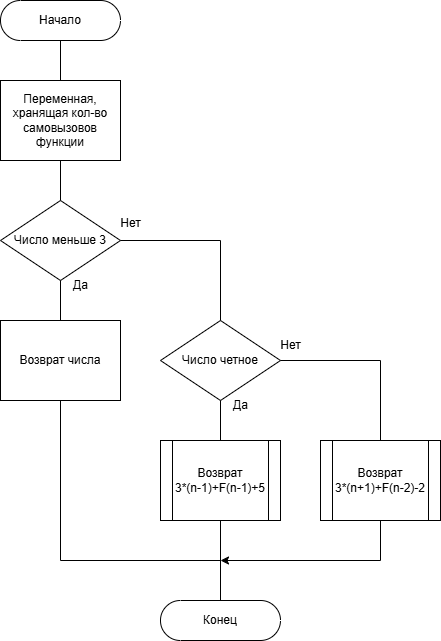 Начало
Переменная,
хранящая кол-во
самовызовов
функции
Число меньше 3
Нет
Да
Возврат числа
Число четное
Нет
Да
Возврат
3*(n-1)+F(n-1)+5
Возврат
3*(n+1)+F(n-2)-2
Конец